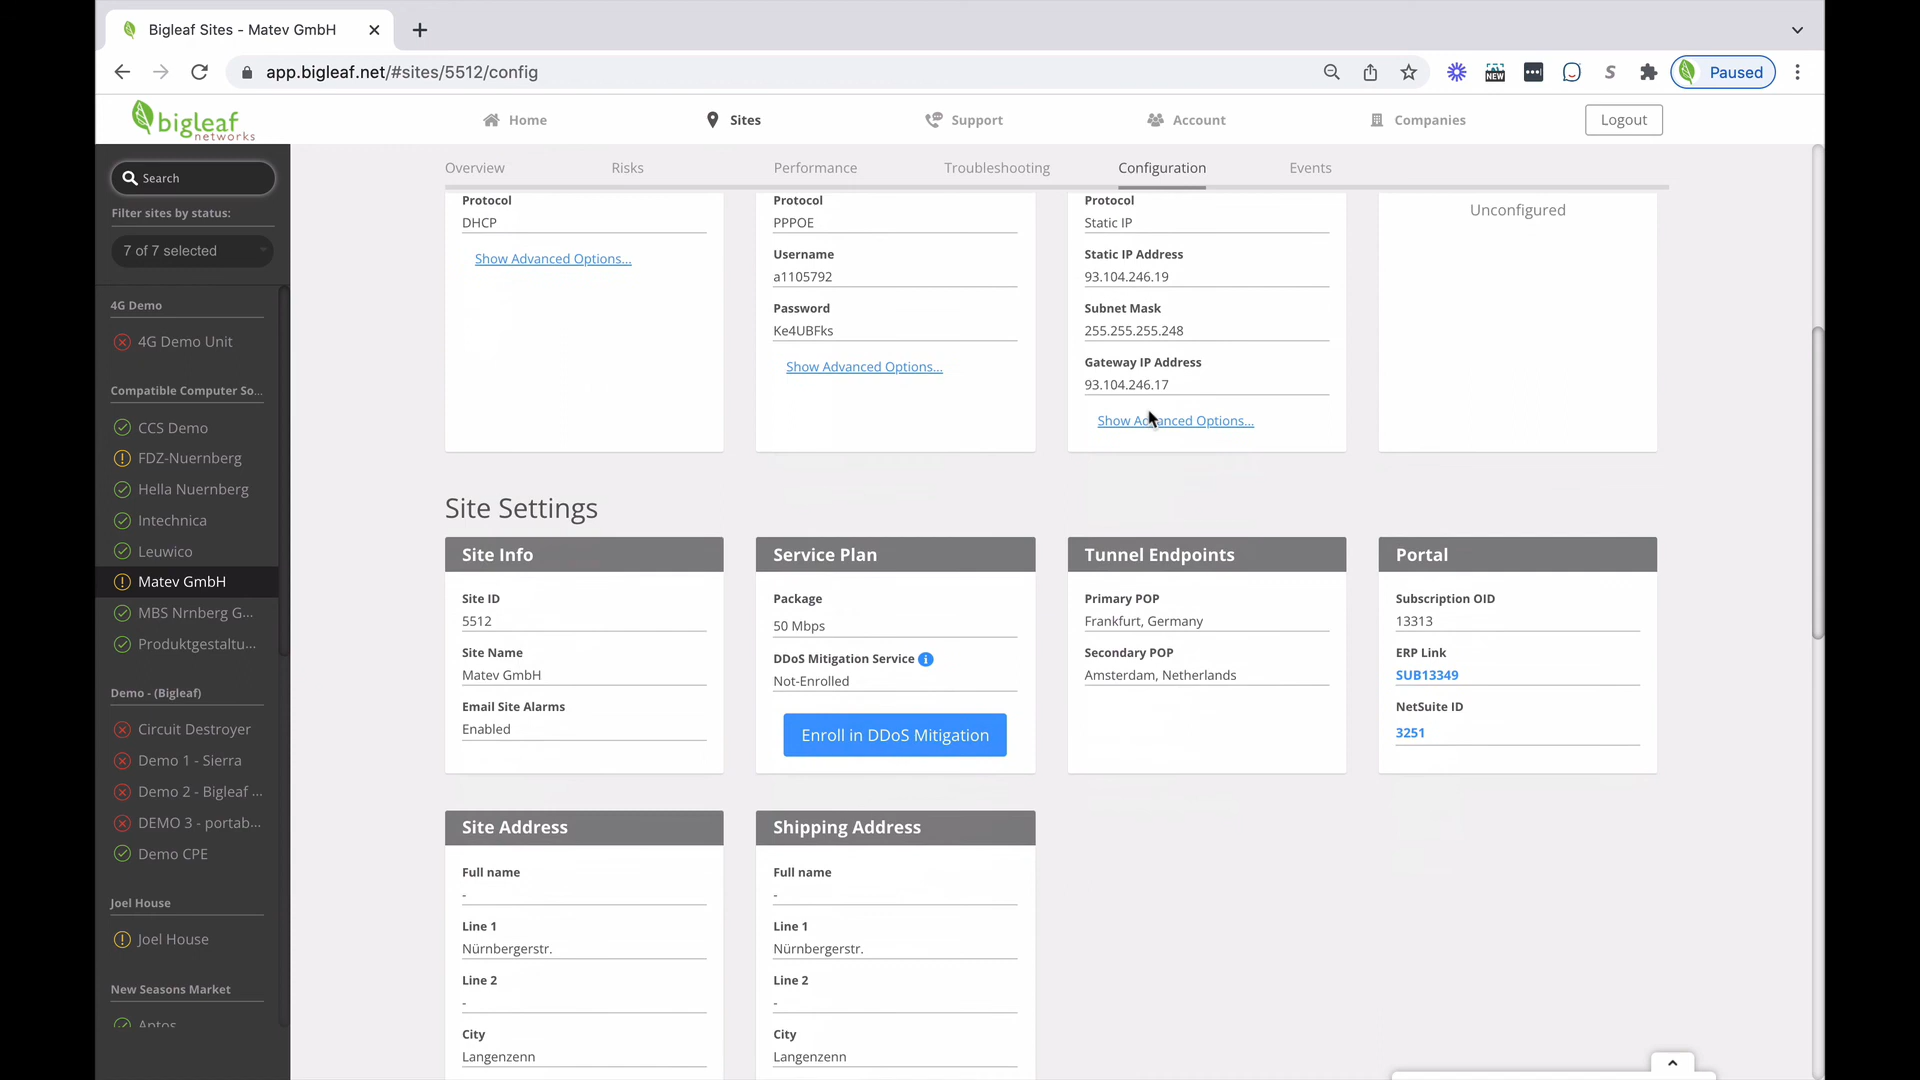 Bigleaf Sites - Matev GmbH
app.bigleaf.net/#sites/5512/config
NEW
S
Paused
bigleaf
networks
Home
Sites
Support
Account
Companies
Logout
Search
Filter sites by status:
7 of 7 selected
4G Demo
4G Demo Unit
Compatible Computer So...
CCS Demo
FDZ-Nuernberg
Hella Nuernberg
Intechnica
Leuwico
Matev GmbH
MBS Nrnberg G...
Produktgestaltu...
Demo - (Bigleaf)
Circuit Destroyer
Demo 1 - Sierra
Demo 2 - Bigleaf ...
DEMO 3 - portab...
Demo CPE
Joel House
Joel House
New Seasons Market
Aptos
Overview
Risks
Performance
Troubleshooting
Configuration
Events
Protocol
DHCP
Show Advanced Options...
Protocol
PPPOE
Username
a1105792
Password
Ke4UBFks
Show Advanced Options...
Protocol
Static IP
Static IP Address
93.104.246.19
Subnet Mask
255.255.255.248
Gateway IP Address
93.104.246.17
Show Advanced Options...
Unconfigured
Site Settings
Site Info
Site ID
5512
Site Name
Matev GmbH
Email Site Alarms
Enabled
Service Plan
Package
50 Mbps
DDoS Mitigation Service
Not-Enrolled
Enroll in DDoS Mitigation
Tunnel Endpoints
Primary POP
Frankfurt, Germany
Secondary POP
Amsterdam, Netherlands
Portal
Subscription OID
13313
ERP Link
SUB13349
NetSuite ID
3251
Site Address
Full name
-
Line 1
Nürnbergerstr.
Line 2
-
City
Langenzenn
Shipping Address
Full name
-
Line 1
Nürnbergerstr.
Line 2
-
City
Langenzenn